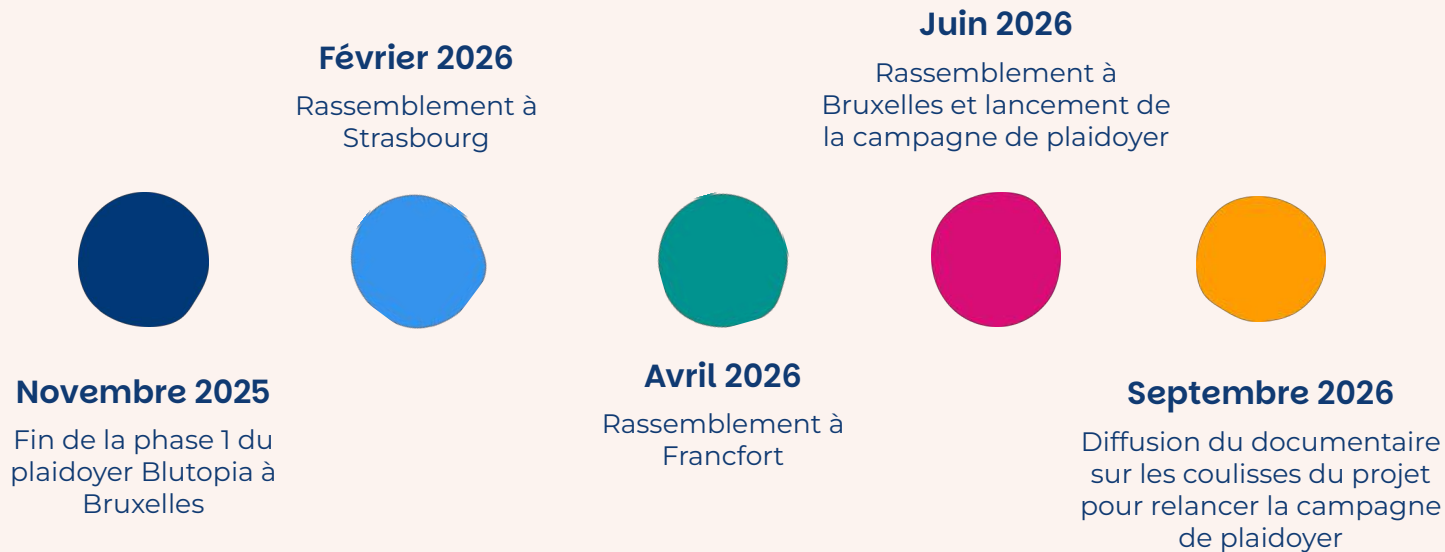 Novembre 2025
Fin de la phase 1 du
plaidoyer Blutopia à
Bruxelles
Février 2026
Rassemblement à
Strasbourg
Avril 2026
Rassemblement à
Francfort
Juin 2026
Rassemblement à
Bruxelles et lancement de
la campagne de plaidoyer
Septembre 2026
Diffusion du documentaire
sur les coulisses du projet
pour relancer la campagne
de plaidoyer